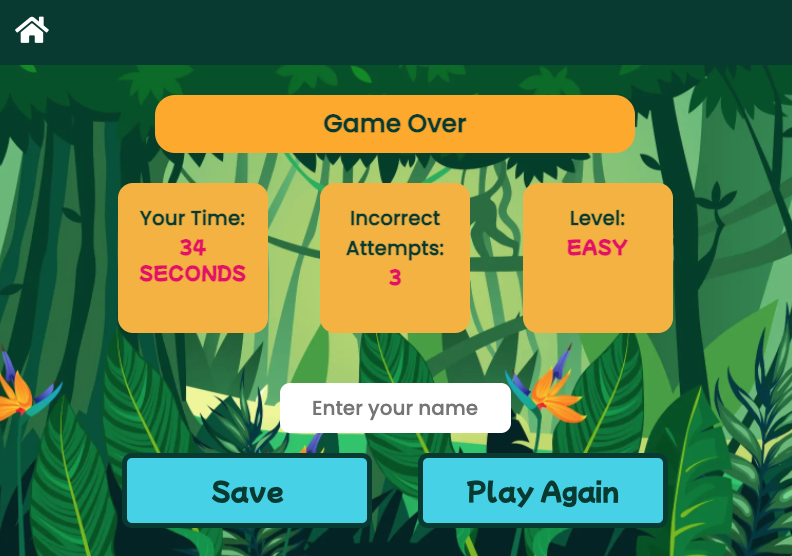 Game Over
Your Time:
34
SECONDS
Incorrect
Attempts:
3
Level:
EASY
Enter your name
Save
Play Again